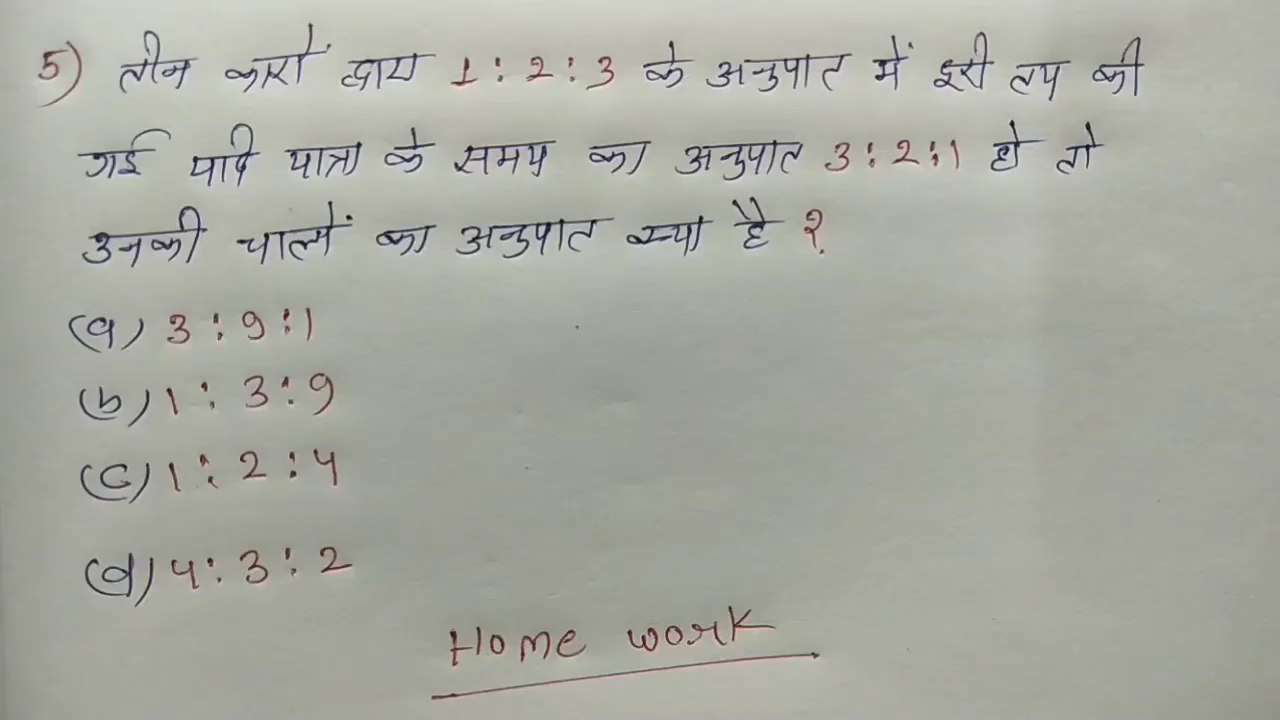 5) तीन कारों द्वारा 1 : 2 : 3 के अनुपात में दूरी तय की
गई यदि यात्रा के समय का अनुपात 3 : 2 : 1 हो तो
उनकी चालों का अनुपात क्या है ?
(a) 3 : 9 : 1
(b) 1 : 3 : 9
(c) 1 : 2 : 4
(d) 4 : 3 : 2
Home work